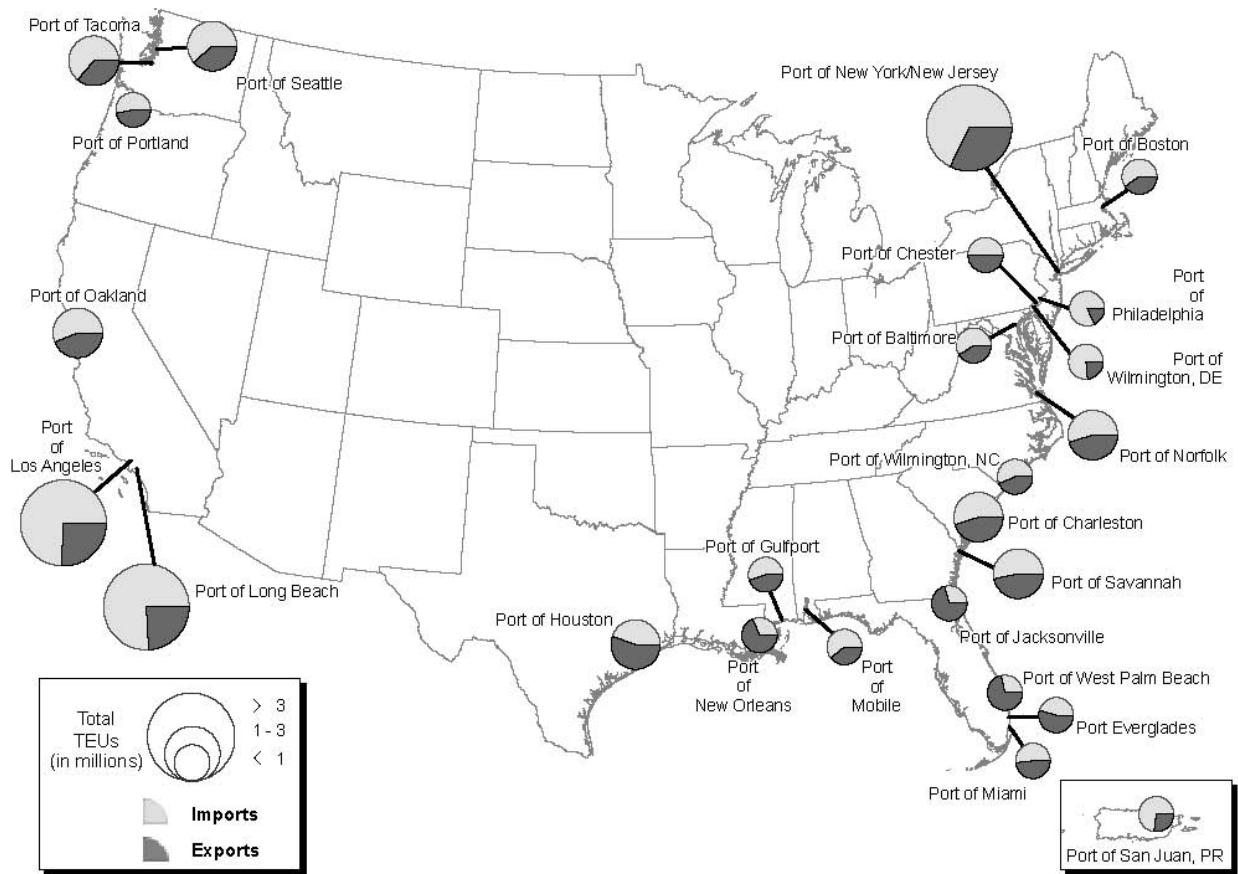 Port of Tacoma
Port of Seattle
Port of Portland
Port of New York/New Jersey
Port of Boston
Port of Chester
Port
of
Philadelphia
Port of Oakland
Port of Baltimore
Port of
Wilmington, DE
Port
of
Los Angeles
Port of Wilmington, NC
Port of Norfolk
Port of Charleston
Port of Gulfport
Port of Savannah
Port of Long Beach
Port of Houston
Port of Jacksonville
Port
of
New Orleans
Port
of
Mobile
Port of West Palm Beach
Port Everglades
Port of Miami
Total
TEUs
(in millions)
> 3
1 - 3
< 1
Imports
Exports
Port of San Juan, PR